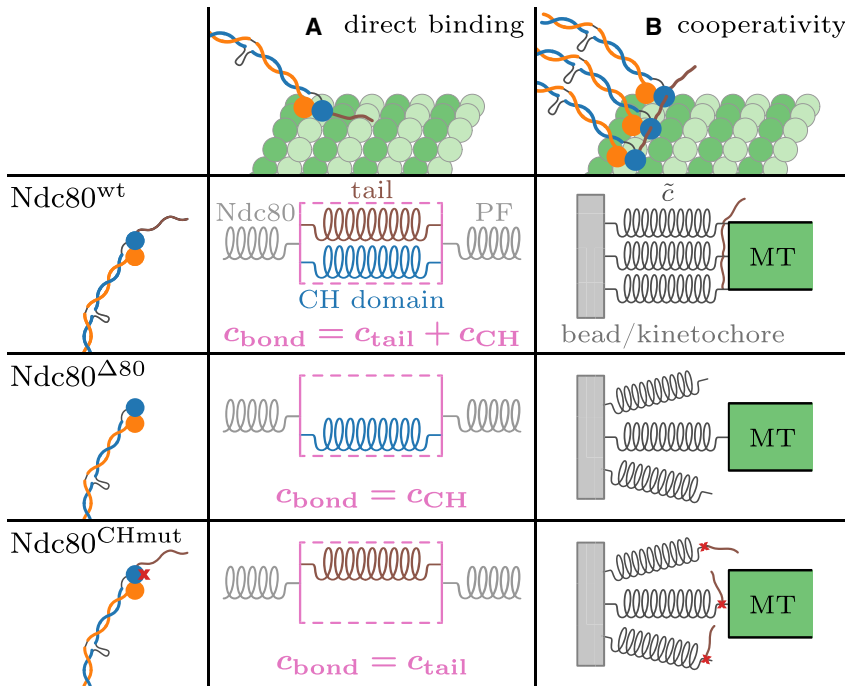 A direct binding
B cooperativity
Ndc80^wt
Ndc80
tail
PF
CH domain
c_bond = c_tail + c_CH
c̃
MT
bead/kinetochore
Ndc80^Δ80
c_bond = c_CH
MT
Ndc80^CHmut
c_bond = c_tail
MT